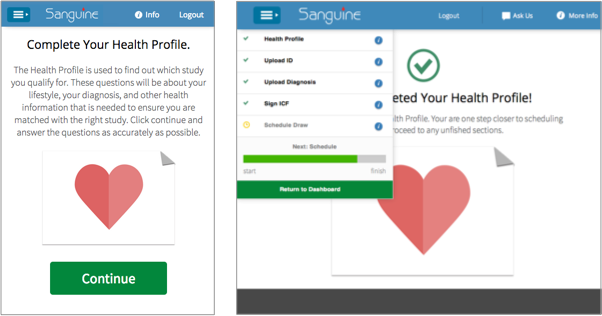 Sanguine Info Logout
Complete Your Health Profile.
The Health Profile is used to find out which study
you qualify for. These questions will be about your
lifestyle, your diagnosis, and other health
information that is needed to ensure you are
matched with the right study. Click continue and
answer the questions as accurately as possible.
Continue
Sanguine Logout Ask Us More Info
Health Profile
Upload ID
Upload Diagnosis
Sign ICF
Schedule Draw
Next: Schedule
start finish
Return to Dashboard
eted Your Health Profile!
alth Profile. Your are one step closer to scheduling
roceed to any unfished sections.